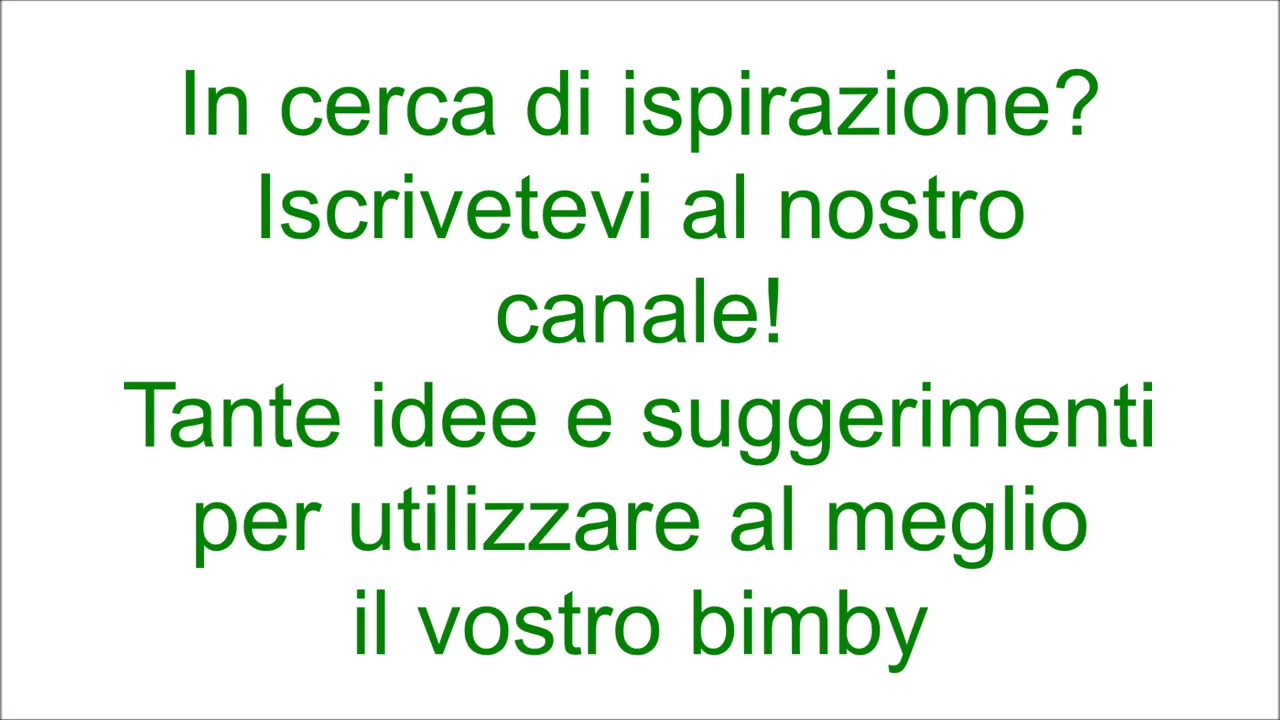 In cerca di ispirazione?
Iscrivetevi al nostro
canale!
Tante idee e suggerimenti
per utilizzare al meglio
il vostro bimby